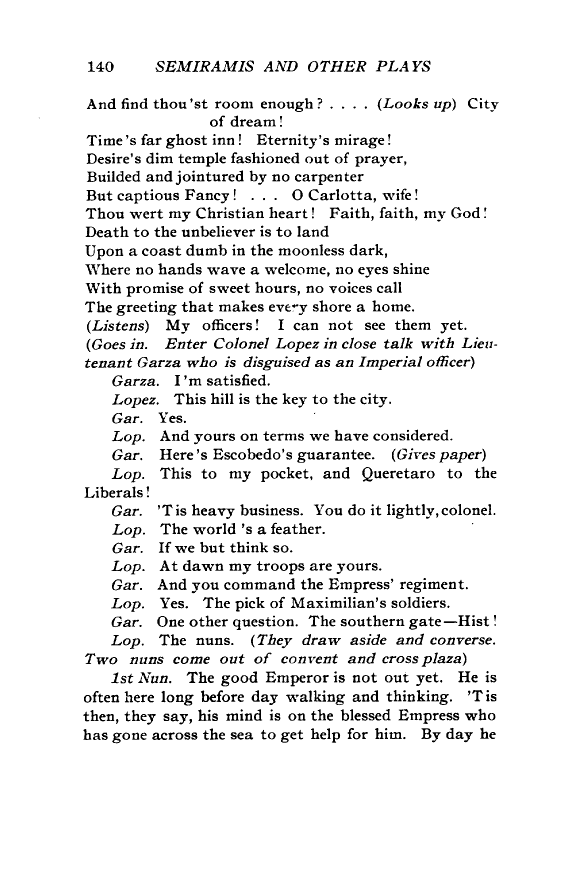 140 SEMIRAMIS AND OTHER PLAYS
And find thou'st room enough? . . . . (Looks up) City
of dream!
Time's far ghost inn! Eternity's mirage!
Desire's dim temple fashioned out of prayer,
Builded and jointured by no carpenter
But captious Fancy! . . . O Carlotta, wife!
Thou wert my Christian heart! Faith, faith, my God!
Death to the unbeliever is to land
Upon a coast dumb in the moonless dark,
Where no hands wave a welcome, no eyes shine
With promise of sweet hours, no voices call
The greeting that makes every shore a home.
(Listens) My officers! I can not see them yet.
(Goes in. Enter Colonel Lopez in close talk with Lieu-
tenant Garza who is disguised as an Imperial officer)
Garza. I'm satisfied.
Lopez. This hill is the key to the city.
Gar. Yes.
Lop. And yours on terms we have considered.
Gar. Here's Escobedo's guarantee. (Gives paper)
Lop. This to my pocket, and Queretaro to the
Liberals!
Gar. 'Tis heavy business. You do it lightly, colonel.
Lop. The world 's a feather.
Gar. If we but think so.
Lop. At dawn my troops are yours.
Gar. And you command the Empress' regiment.
Lop. Yes. The pick of Maximilian's soldiers.
Gar. One other question. The southern gate—Hist!
Lop. The nuns. (They draw aside and converse.
Two nuns come out of convent and cross plaza)
1st Nun. The good Emperor is not out yet. He is
often here long before day walking and thinking. 'Tis
then, they say, his mind is on the blessed Empress who
has gone across the sea to get help for him. By day he